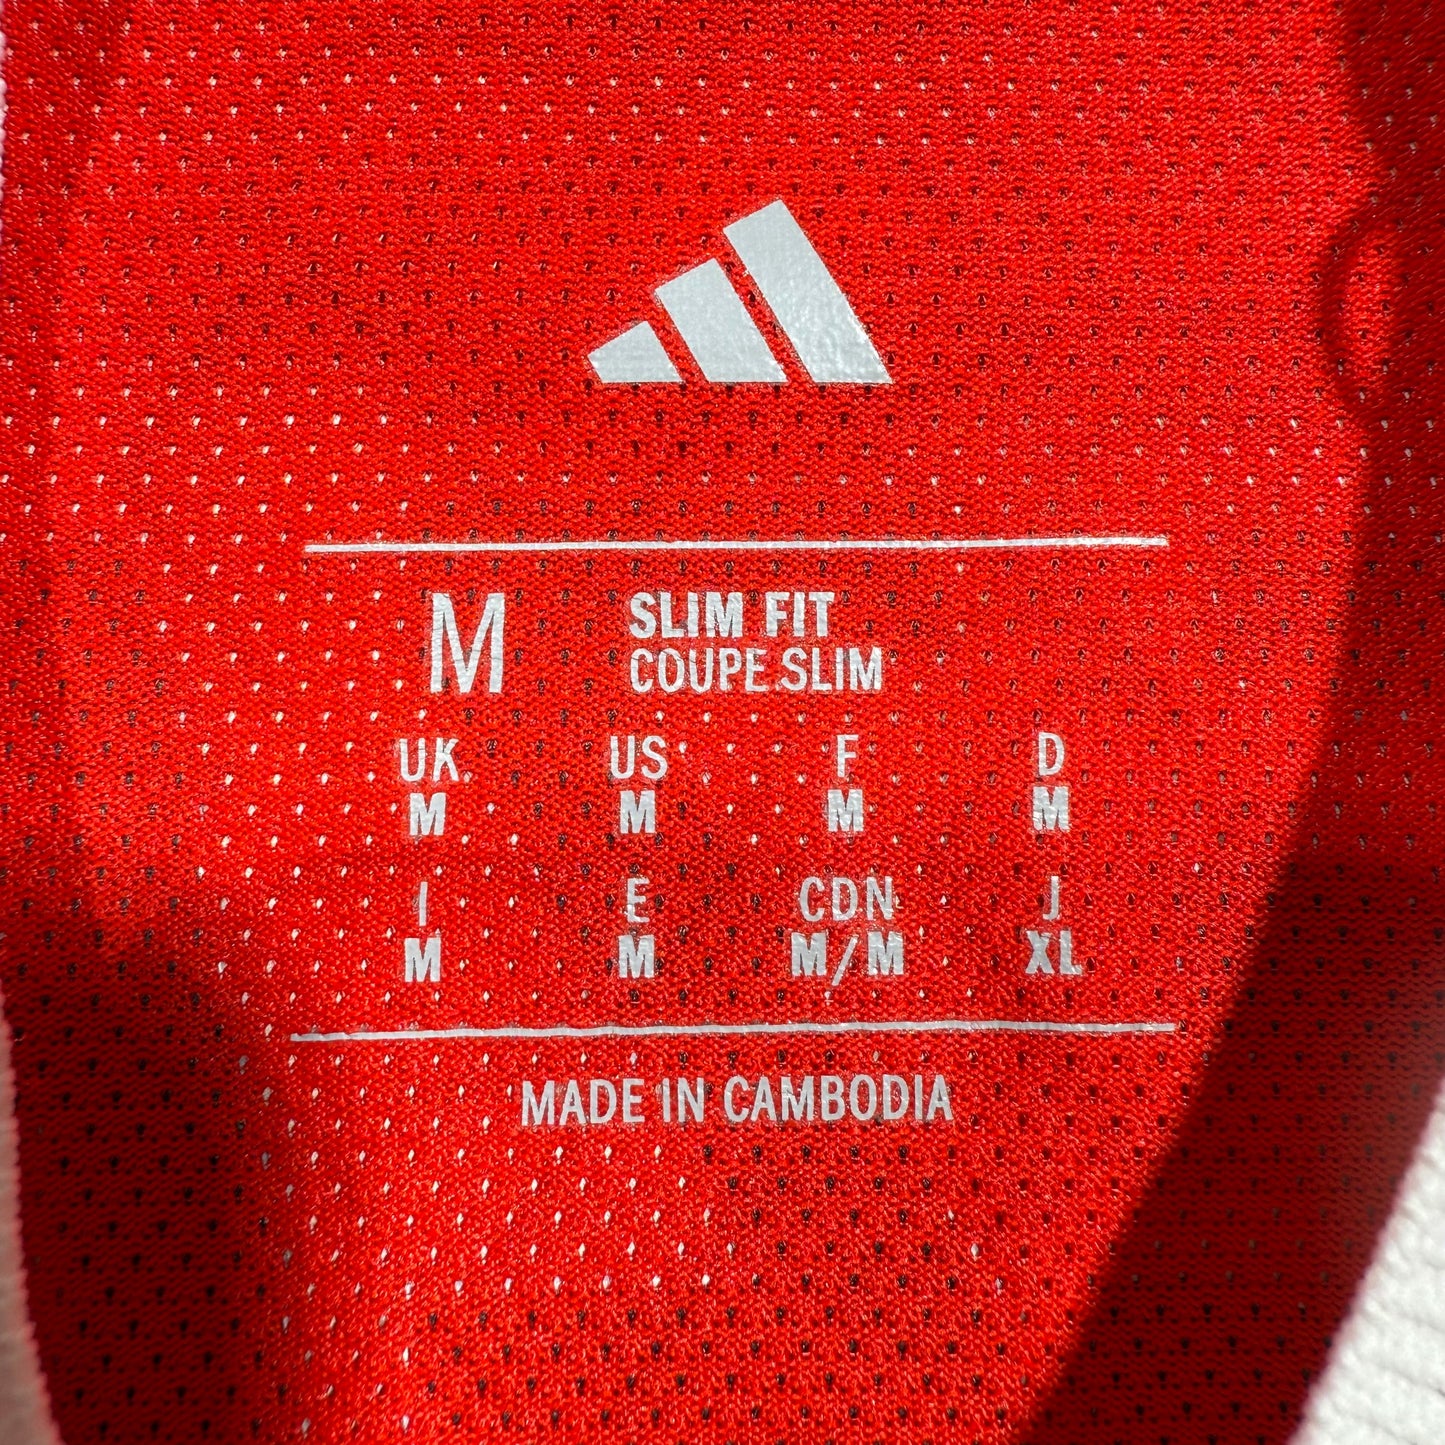 M SLIM FIT
COUPE SLIM
UK US F D
M M M M
I E CDN J
M M M/M XL
MADE IN CAMBODIA